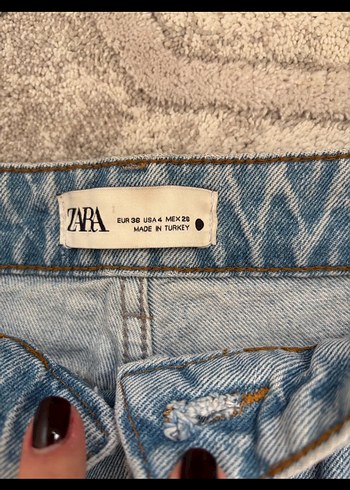 ZARA
EUR 36 USA 4 MEX 26
MADE IN TURKEY